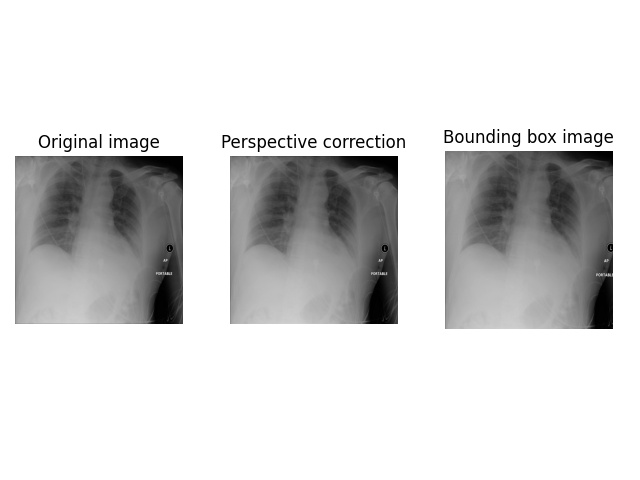 Original image
Perspective correction
Bounding box image
L
AP
PORTABLE
L
AP
PORTABLE
L
AP
PORTABLE